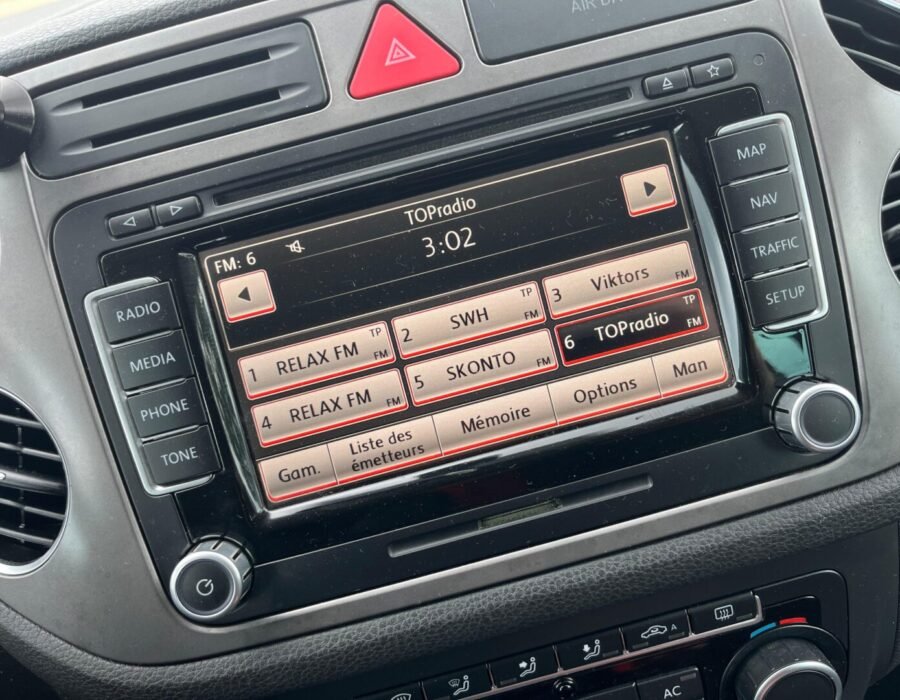 AIR
TOPradio
FM: 6
3:02
1 RELAX FM TP FM
2 SWH TP FM
3 Viktors FM
4 RELAX FM FM
5 SKONTO FM
6 TOPradio TP FM
Gam.
Liste des
émetteurs
Mémoire
Options
Man
RADIO
MEDIA
PHONE
TONE
MAP
NAV
TRAFFIC
SETUP
A
AC